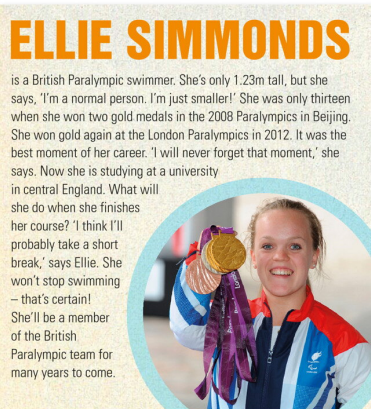 ELLIE SIMMONDS
is a British Paralympic swimmer. She's only 1.23m tall, but she
says, 'I'm a normal person. I'm just smaller!' She was only thirteen
when she won two gold medals in the 2008 Paralympics in Beijing.
She won gold again at the London Paralympics in 2012. It was the
best moment of her career. 'I will never forget that moment,' she
says. Now she is studying at a university
in central England. What will
she do when she finishes
her course? 'I think I'll
probably take a short
break,' says Ellie. She
won't stop swimming
– that's certain!
She'll be a member
of the British
Paralympic team for
many years to come.